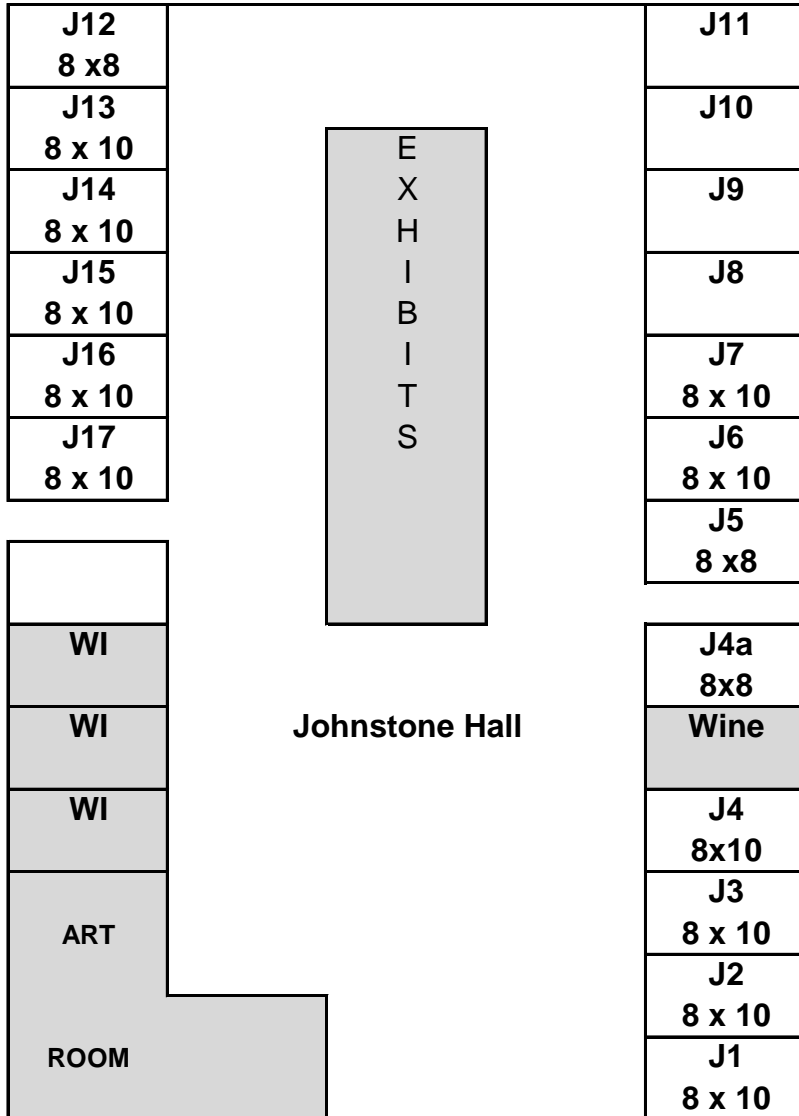 J12
8 x8
J13
8 x 10
J14
8 x 10
J15
8 x 10
J16
8 x 10
J17
8 x 10
WI
WI
WI
ART
ROOM
E
X
H
I
B
I
T
S
Johnstone Hall
J11
J10
J9
J8
J7
8 x 10
J6
8 x 10
J5
8 x8
J4a
8x8
Wine
J4
8x10
J3
8 x 10
J2
8 x 10
J1
8 x 10